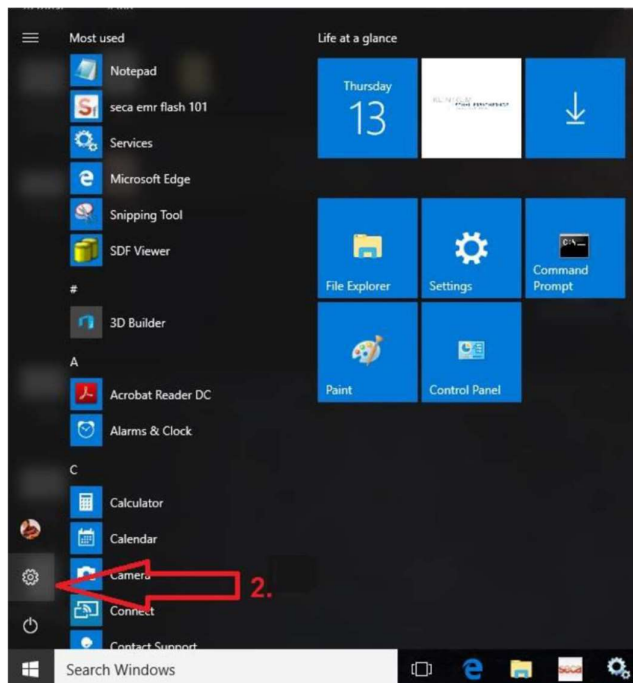 Most used
Notepad
seca emr flash 101
Services
Microsoft Edge
Snipping Tool
SDF Viewer
#
3D Builder
A
Acrobat Reader DC
Alarms & Clock
C
Calculator
Calendar
Camera
Connect
Contact Support
2.
Life at a glance
Thursday
13
File Explorer
Settings
C:\
Command
Prompt
Paint
Control Panel
Search Windows
seca